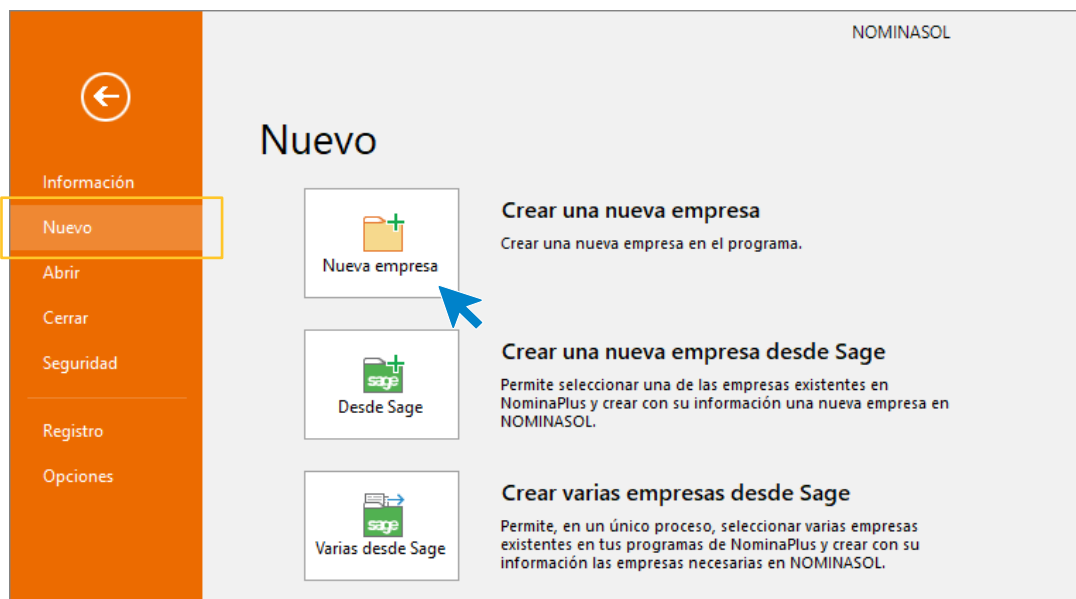 NOMINASOL
Información
Nuevo
Abrir
Cerrar
Seguridad
Registro
Opciones
Nuevo
Nueva empresa
Crear una nueva empresa
Crear una nueva empresa en el programa.
sage
Desde Sage
Crear una nueva empresa desde Sage
Permite seleccionar una de las empresas existentes en
NominaPlus y crear con su información una nueva empresa en
NOMINASOL.
sage
Varias desde Sage
Crear varias empresas desde Sage
Permite, en un único proceso, seleccionar varias empresas
existentes en tus programas de NominaPlus y crear con su
información las empresas necesarias en NOMINASOL.